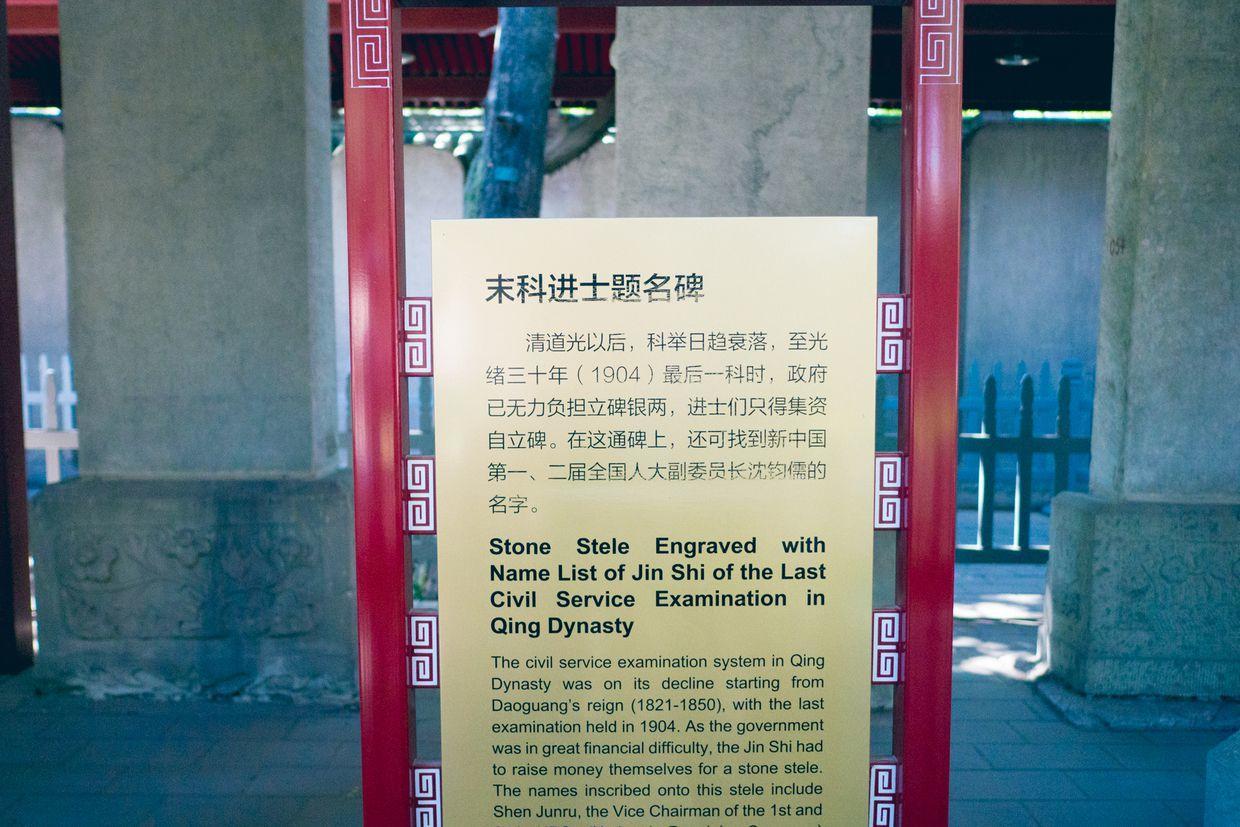 末科进士题名碑
清道光以后，科举日趋衰落，至光
绪三十年（1904）最后一科时，政府
已无力负担立碑银两，进士们只得集资
自立碑。在这通碑上，还可找到新中国
第一、二届全国人大副委员长沈钧儒的
名字。
Stone Stele Engraved with
Name List of Jin Shi of the Last
Civil Service Examination in
Qing Dynasty
The civil service examination system in Qing
Dynasty was on its decline starting from
Daoguang's reign (1821-1850), with the last
examination held in 1904. As the government
was in great financial difficulty, the Jin Shi had
to raise money themselves for a stone stele.
The names inscribed onto this stele include
Shen Junru, the Vice Chairman of the 1st and